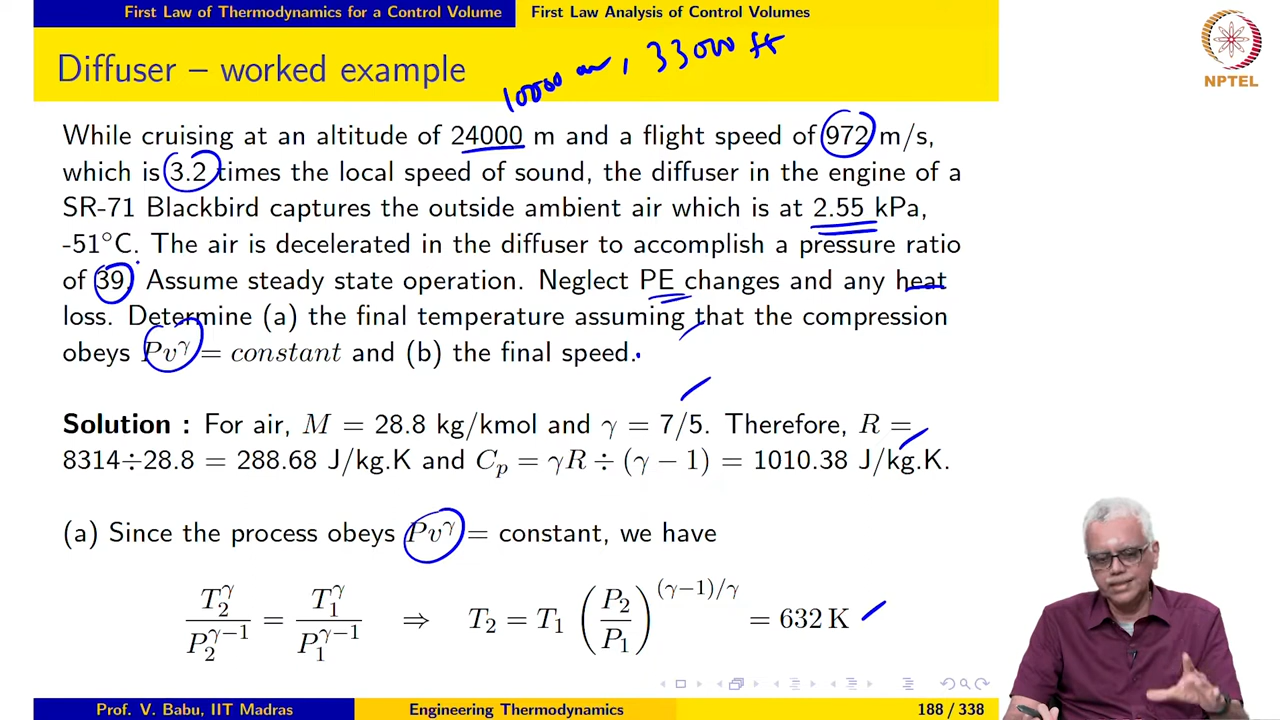 First Law of Thermodynamics for a Control Volume First Law Analysis of Control Volumes
Diffuser – worked example
10000 m, 33000 ft
NPTEL
While cruising at an altitude of 24000 m and a flight speed of 972 m/s,
which is 3.2 times the local speed of sound, the diffuser in the engine of a
SR-71 Blackbird captures the outside ambient air which is at 2.55 kPa,
-51°C. The air is decelerated in the diffuser to accomplish a pressure ratio
of 39. Assume steady state operation. Neglect PE changes and any heat
loss. Determine (a) the final temperature assuming that the compression
obeys Pv^γ = constant and (b) the final speed.
Solution : For air, M = 28.8 kg/kmol and γ = 7/5. Therefore, R =
8314÷28.8 = 288.68 J/kg.K and C_p = γR ÷ (γ − 1) = 1010.38 J/kg.K.
(a) Since the process obeys Pv^γ = constant, we have
T_2^γ / P_2^{γ−1} = T_1^γ / P_1^{γ−1} ⇒ T_2 = T_1 (P_2 / P_1)^{(γ−1)/γ} = 632 K
Prof. V. Babu, IIT Madras Engineering Thermodynamics 188 / 338